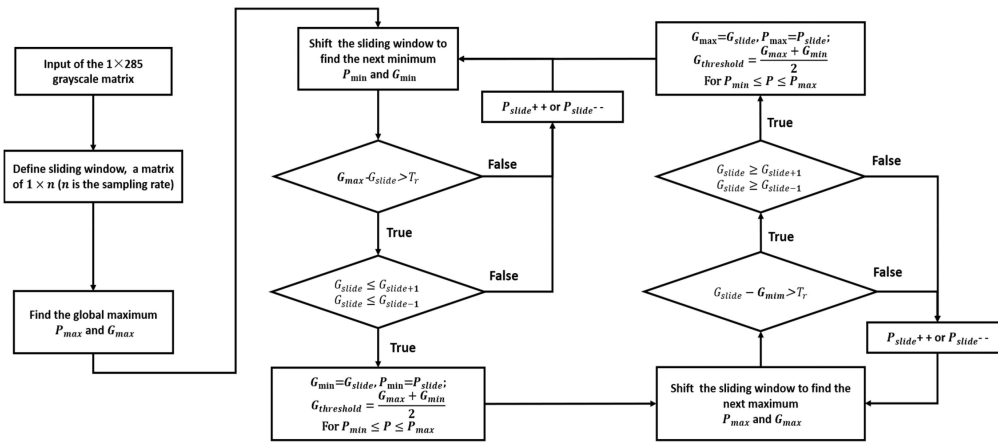 Input of the 1×285
grayscale matrix
Define sliding window, a matrix
of 1 × n (n is the sampling rate)
Find the global maximum
P_max and G_max
Shift the sliding window to
find the next minimum
P_min and G_min
G_max-G_slide>T_r
False
True
G_slide ≤ G_slide+1
G_slide ≤ G_slide-1
False
True
G_min=G_slide, P_min=P_slide;
G_threshold = (G_max + G_min)/2
For P_min ≤ P ≤ P_max
P_slide++ or P_slide--
G_max=G_slide, P_max=P_slide;
G_threshold = (G_max + G_min)/2
For P_min ≤ P ≤ P_max
True
G_slide ≥ G_slide+1
G_slide ≥ G_slide-1
False
True
G_slide − G_mim>T_r
False
P_slide++ or P_slide--
Shift the sliding window to find the
next maximum
P_max and G_max